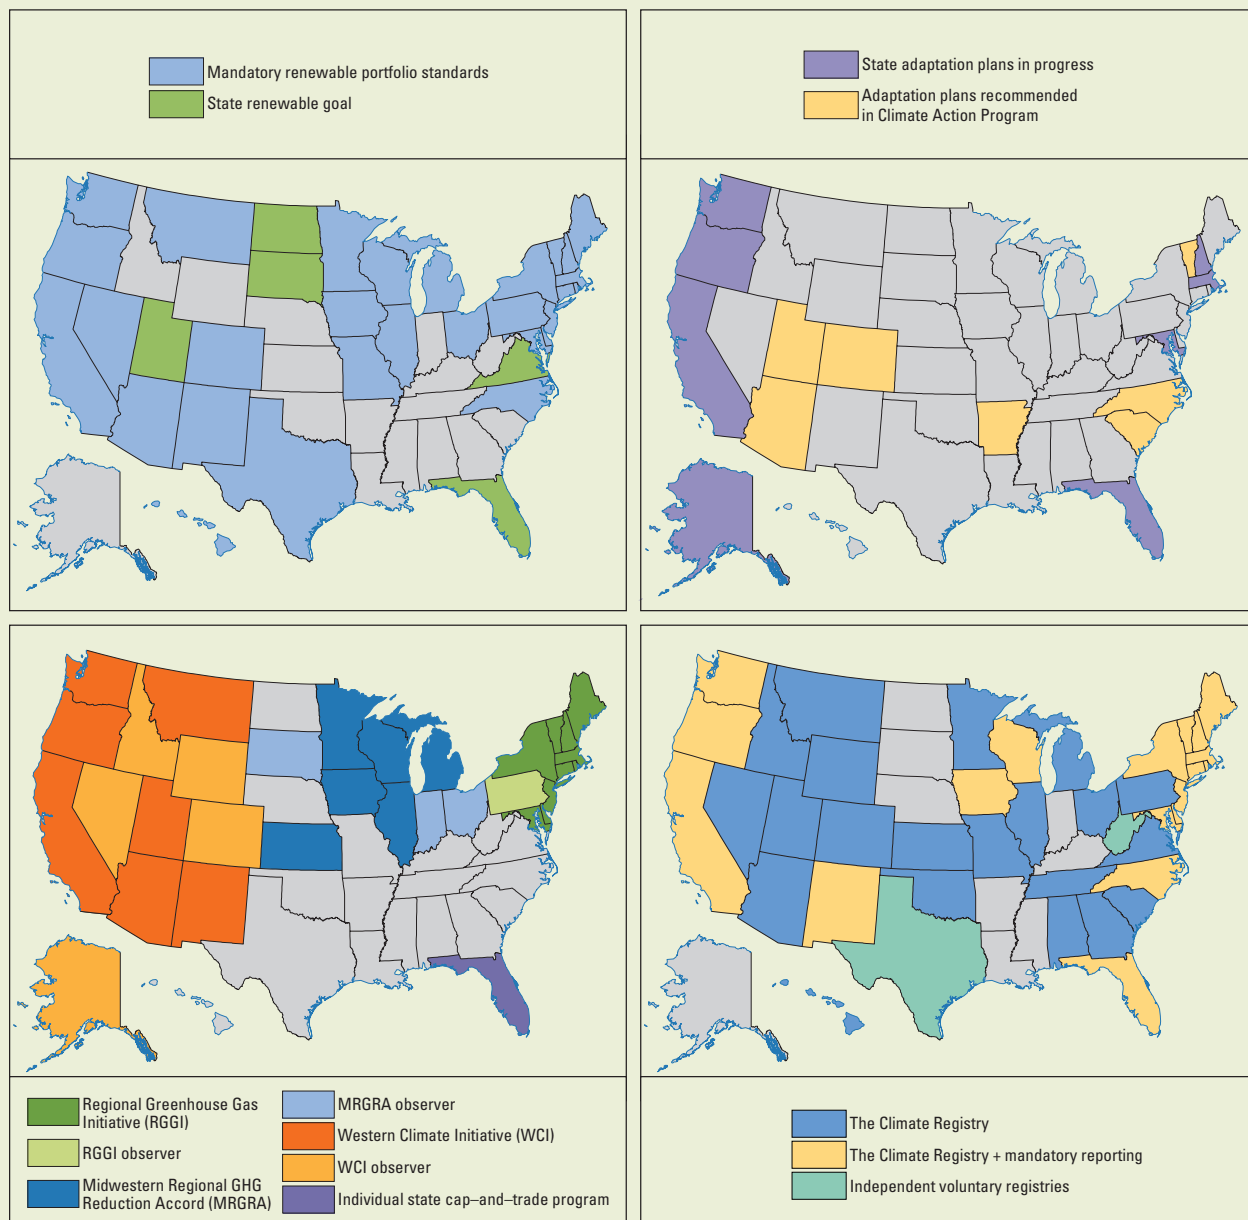 Mandatory renewable portfolio standards
State renewable goal
State adaptation plans in progress
Adaptation plans recommended
in Climate Action Program
Regional Greenhouse Gas
Initiative (RGGI)
RGGI observer
Midwestern Regional GHG
Reduction Accord (MRGRA)
MRGRA observer
Western Climate Initiative (WCI)
WCI observer
Individual state cap–and–trade program
The Climate Registry
The Climate Registry + mandatory reporting
Independent voluntary registries